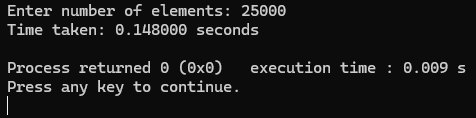 Enter number of elements: 25000
Time taken: 0.148000 seconds
Process returned 0 (0x0)   execution time : 0.009 s
Press any key to continue.